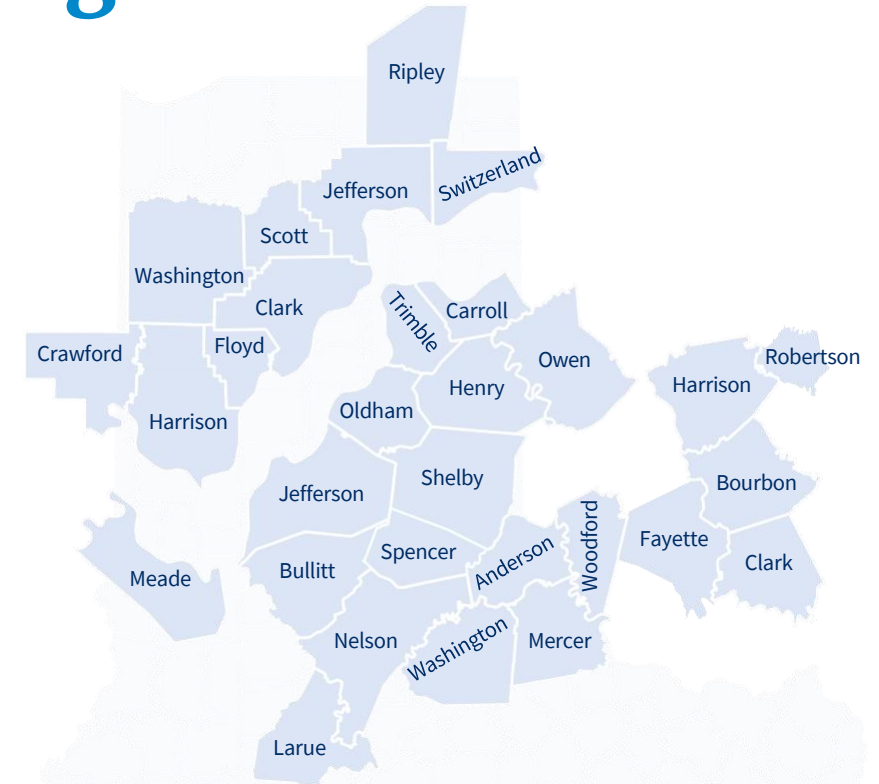 g
Ripley
Switzerland
Jefferson
Scott
Washington
Clark
Trimble
Carroll
Floyd
Crawford
Owen
Robertson
Henry
Harrison
Oldham
Harrison
Shelby
Bourbon
Jefferson
Woodford
Fayette
Spencer
Anderson
Clark
Bullitt
Meade
Nelson
Washington
Mercer
Larue